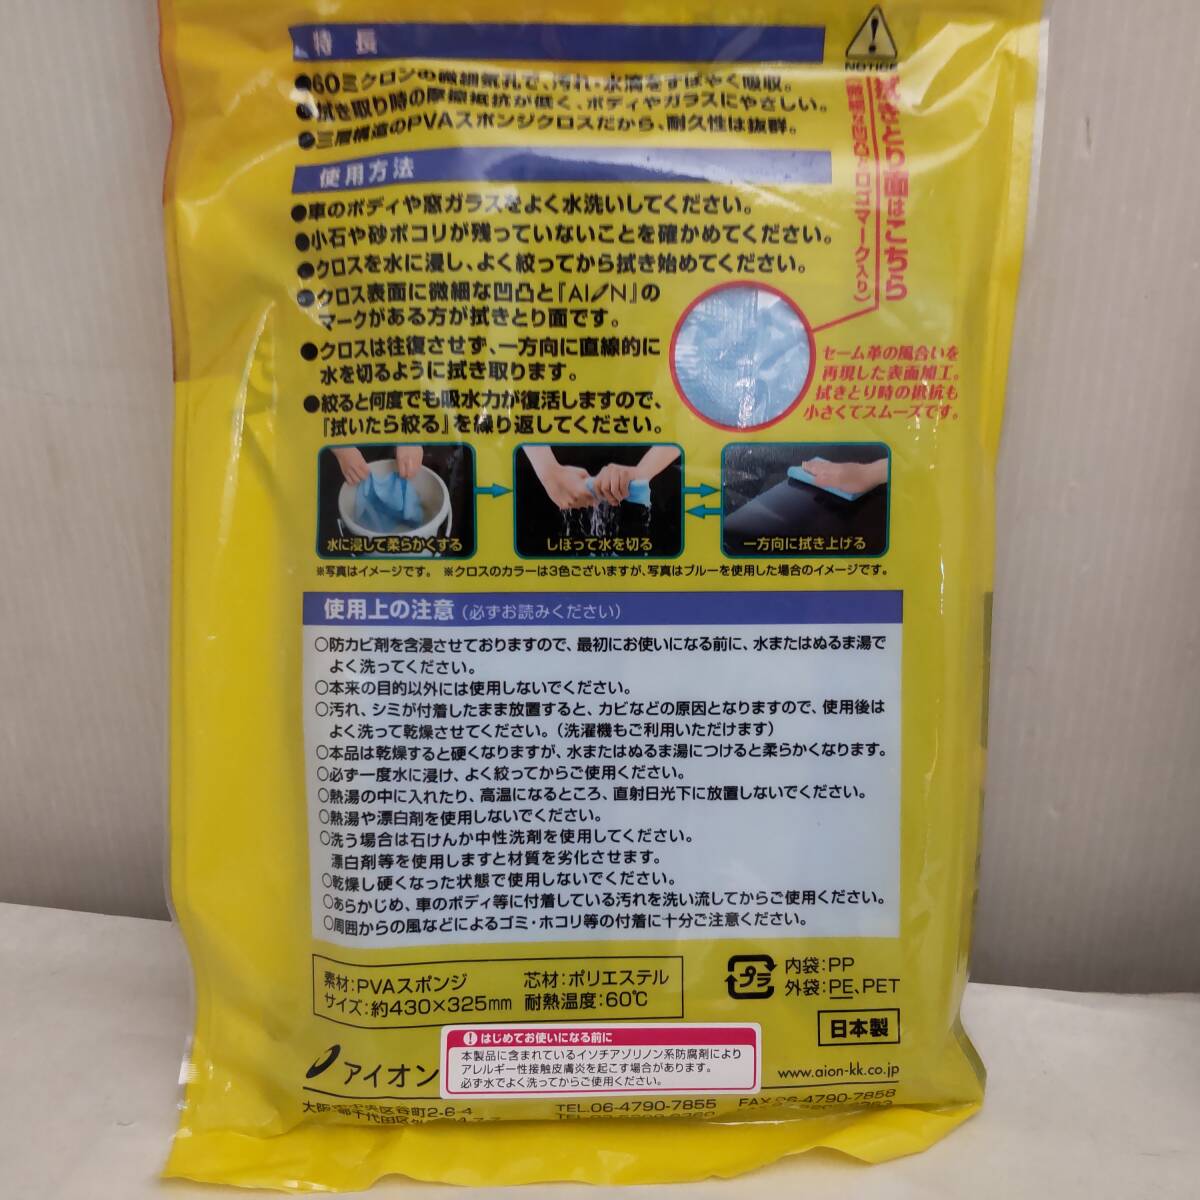 特長
●60ミクロンの微細気孔で、汚れ・水滴をすばやく吸収。
●拭き取り時の摩擦抵抗が低く、ボディやガラスにやさしい。
●三層構造のPVAスポンジクロスだから、耐久性は抜群。
NOTICE
拭きとり面はこちら
ロゴマーク入り)
使用方法
●車のボディや窓ガラスをよく水洗いしてください。
●小石や砂ボコリが残っていないことを確かめてください。
●クロスを水に浸し、よく絞ってから拭き始めてください。
●クロス表面に微細な凹凸と『AION』の
マークがある方が拭きとり面です。
●クロスは往復させず、一方向に直線的に
水を切るように拭き取ります。
●絞ると何度でも吸水力が復活しますので、
『拭いたら絞る』を繰り返してください。
セーム革の風合いを
再現した表面加工。
拭きとり時の抵抗も
小さくてスムーズです。
水に浸して柔らかくする
しぼって水を切る
一方向に拭き上げる
※写真はイメージです。 ※クロスのカラーは3色ございますが、写真はブルーを使用した場合のイメージです。
使用上の注意(必ずお読みください)
○防カビ剤を含浸させておりますので、最初にお使いになる前に、水またはぬるま湯で
よく洗ってください。
○本来の目的以外には使用しないでください。
○汚れ、シミが付着したまま放置すると、カビなどの原因となりますので、使用後は
よく洗って乾燥させてください。(洗濯機もご利用いただけます)
○本品は乾燥すると硬くなりますが、水またはぬるま湯につけると柔らかくなります。
○必ず一度水に浸け、よく絞ってからご使用ください。
○熱湯の中に入れたり、高温になるところ、直射日光下に放置しないでください。
○熱湯や漂白剤を使用しないでください。
○洗う場合は石けんか中性洗剤を使用してください。
漂白剤等を使用しますと材質を劣化させます。
○乾燥し硬くなった状態で使用しないでください。
○あらかじめ、車のボディ等に付着している汚れを洗い流してからご使用ください。
○周囲からの風などによるゴミ・ホコリ等の付着に十分ご注意ください。
素材:PVAスポンジ 芯材:ポリエステル
サイズ:約430×325mm 耐熱温度:60℃
プラ
内袋:PP
外袋:PE、PET
日本製
はじめてお使いになる前に
本製品に含まれているイソチアゾリノン系防腐剤により
アレルギー性接触皮膚炎を起こす場合があります。
必ず水でよく洗ってからご使用ください。
アイオン
www.aion-kk.co.jp
大阪 中央区谷町2-6-4 TEL.06-4790-7855 FAX.06-4790-7858